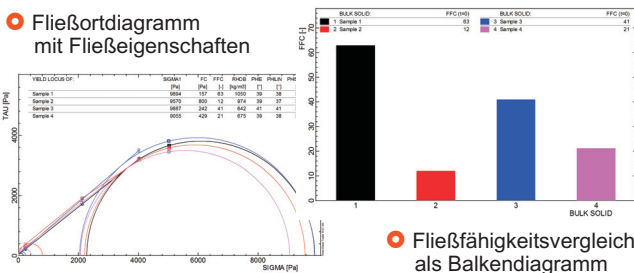 Fließortdiagramm
mit Fließeigenschaften
YIELD LOCUS OF: SIGMA1 FC FFC RHOB PHIE PHILIN PHI
[Pa] [Pa] [-] [kg/m3] [°] [°]
Sample 1 9894 157 63 1050 39 38
Sample 2 9570 800 12 974 39 37
Sample 3 9867 242 41 642 41 41
Sample 4 9055 429 21 675 39 38
TAU [Pa]
4000
2000
0
0 2000 4000 6000 8000
SIGMA [Pa]
BULK SOLID: FFC (t=0) BULK SOLID: FFC (t=0)
1 Sample 1 63 3 Sample 3 41
2 Sample 2 12 4 Sample 4 21
FFC [-]
70
60
50
40
30
20
10
0
1 2 3 4
BULK SOLID
Fließfähigkeitsvergleich
als Balkendiagramm